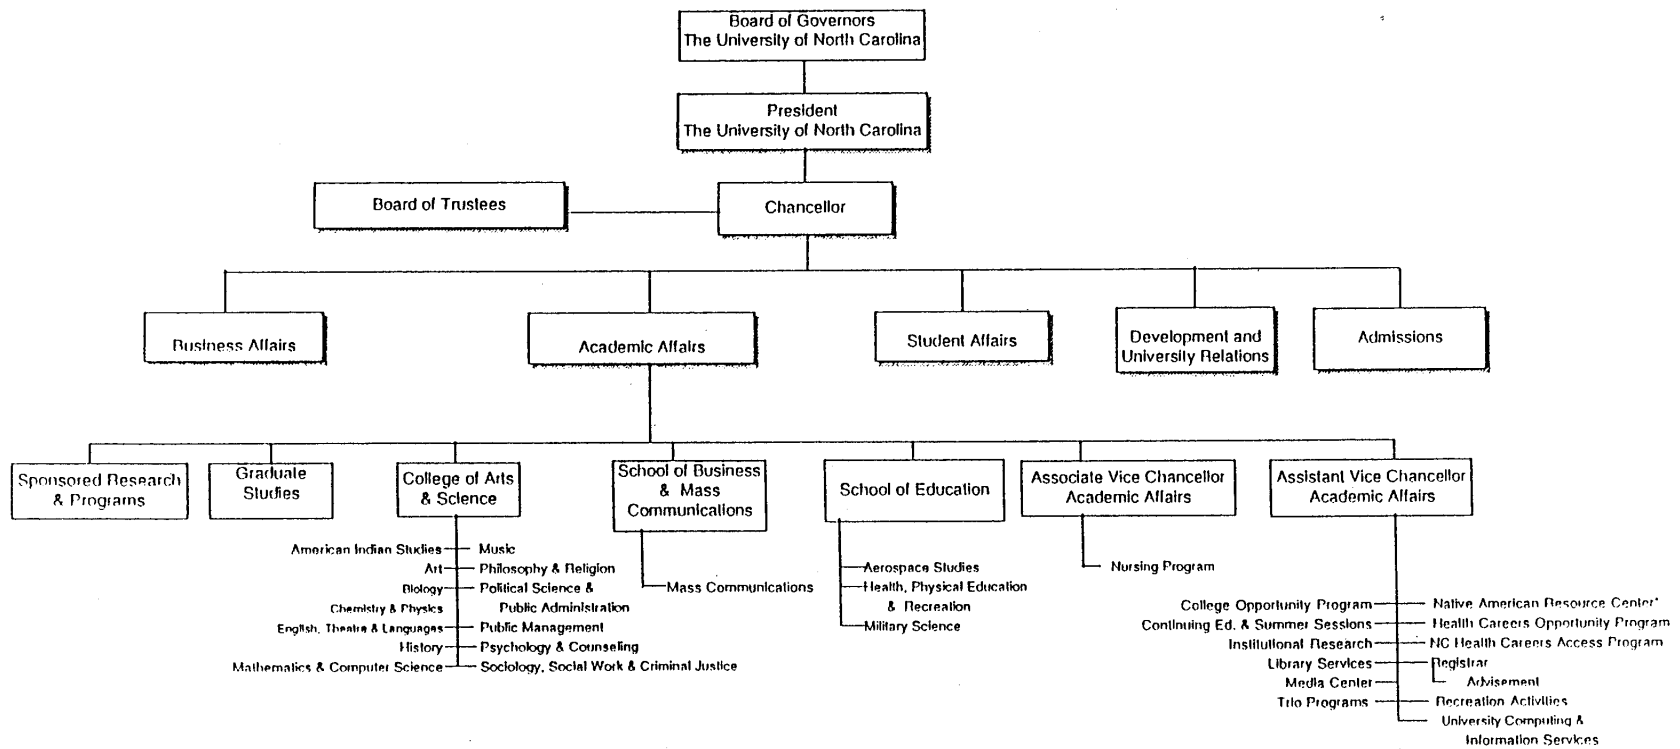 Board of Governors
The University of North Carolina
President
The University of North Carolina
Board of Trustees
Chancellor
Business Affairs
Academic Affairs
Student Affairs
Development and
University Relations
Admissions
Sponsored Research
& Programs
Graduate
Studies
College of Arts
& Science
School of Business
& Mass
Communications
School of Education
Associate Vice Chancellor
Academic Affairs
Assistant Vice Chancellor
Academic Affairs
American Indian Studies
Art
Biology
Chemistry & Physics
English, Theatre & Languages
History
Mathematics & Computer Science
Music
Philosophy & Religion
Political Science &
Public Administration
Public Management
Psychology & Counseling
Sociology, Social Work & Criminal Justice
Mass Communications
Aerospace Studies
Health, Physical Education
& Recreation
Military Science
Nursing Program
College Opportunity Program
Continuing Ed. & Summer Sessions
Institutional Research
Library Services
Media Center
Trio Programs
Native American Resource Center*
Health Careers Opportunity Program
NC Health Careers Access Program
Registrar
Advisement
Recreation Activities
University Computing &
Information Services